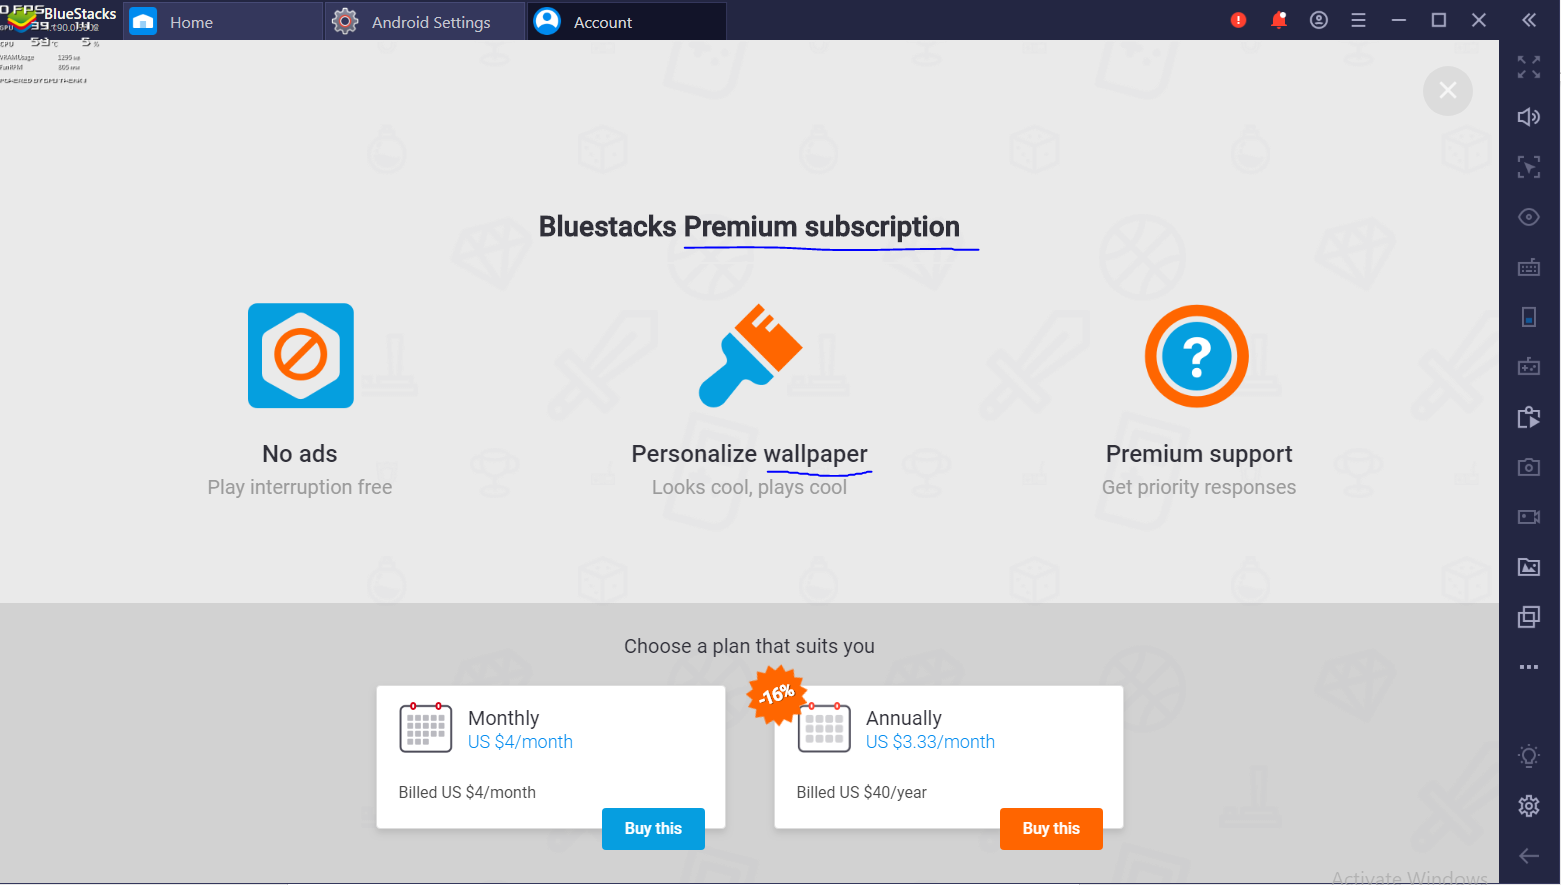 BlueStacks
Home
Android Settings
Account
Bluestacks Premium subscription
No ads
Play interruption free
Personalize wallpaper
Looks cool, plays cool
Premium support
Get priority responses
Choose a plan that suits you
-16%
Monthly
US $4/month
Billed US $4/month
Buy this
Annually
US $3.33/month
Billed US $40/year
Buy this
Activate Windows